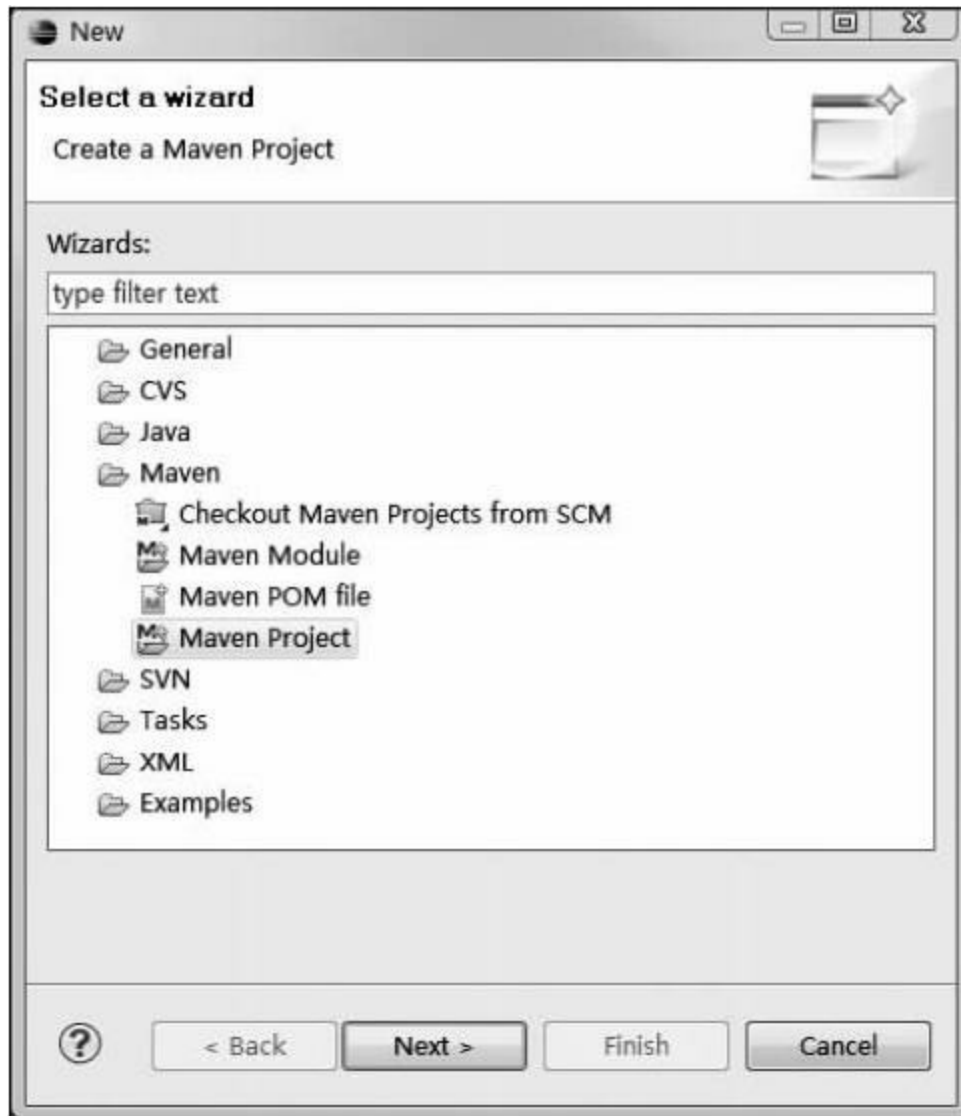 New
Select a wizard
Create a Maven Project
Wizards:
type filter text
General
CVS
Java
Maven
Checkout Maven Projects from SCM
Maven Module
Maven POM file
Maven Project
SVN
Tasks
XML
Examples
?
< Back
Next >
Finish
Cancel